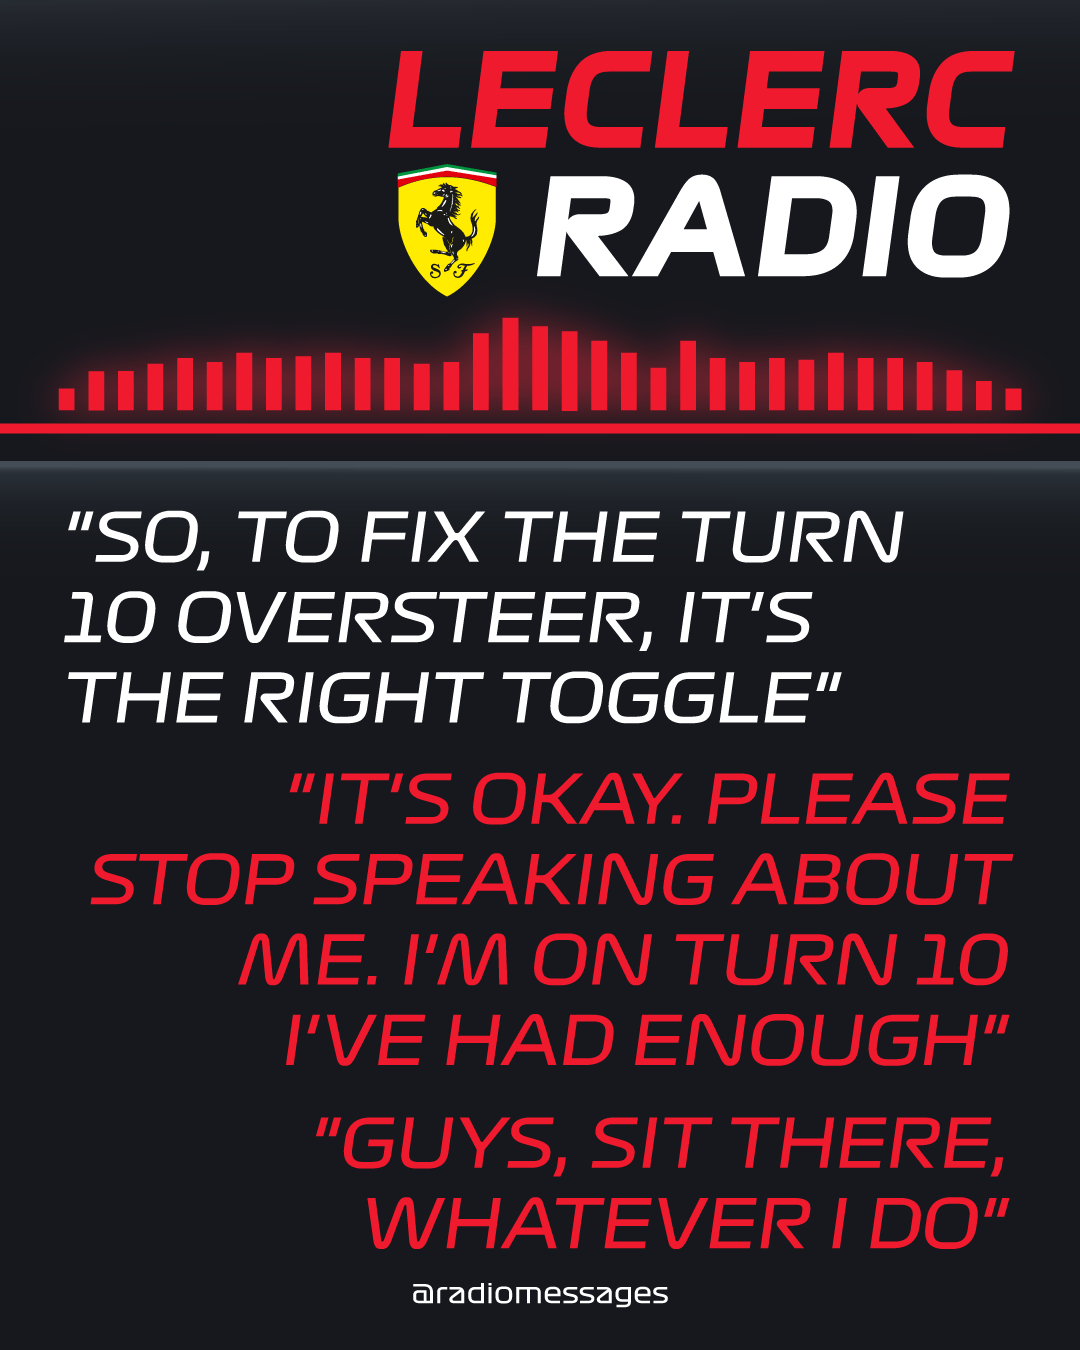 LECLERC
RADIO
S F
"SO, TO FIX THE TURN
10 OVERSTEER, IT'S
THE RIGHT TOGGLE"
"IT'S OKAY. PLEASE
STOP SPEAKING ABOUT
ME. I'M ON TURN 10
I'VE HAD ENOUGH"
"GUYS, SIT THERE,
WHATEVER I DO"
@radiomessages